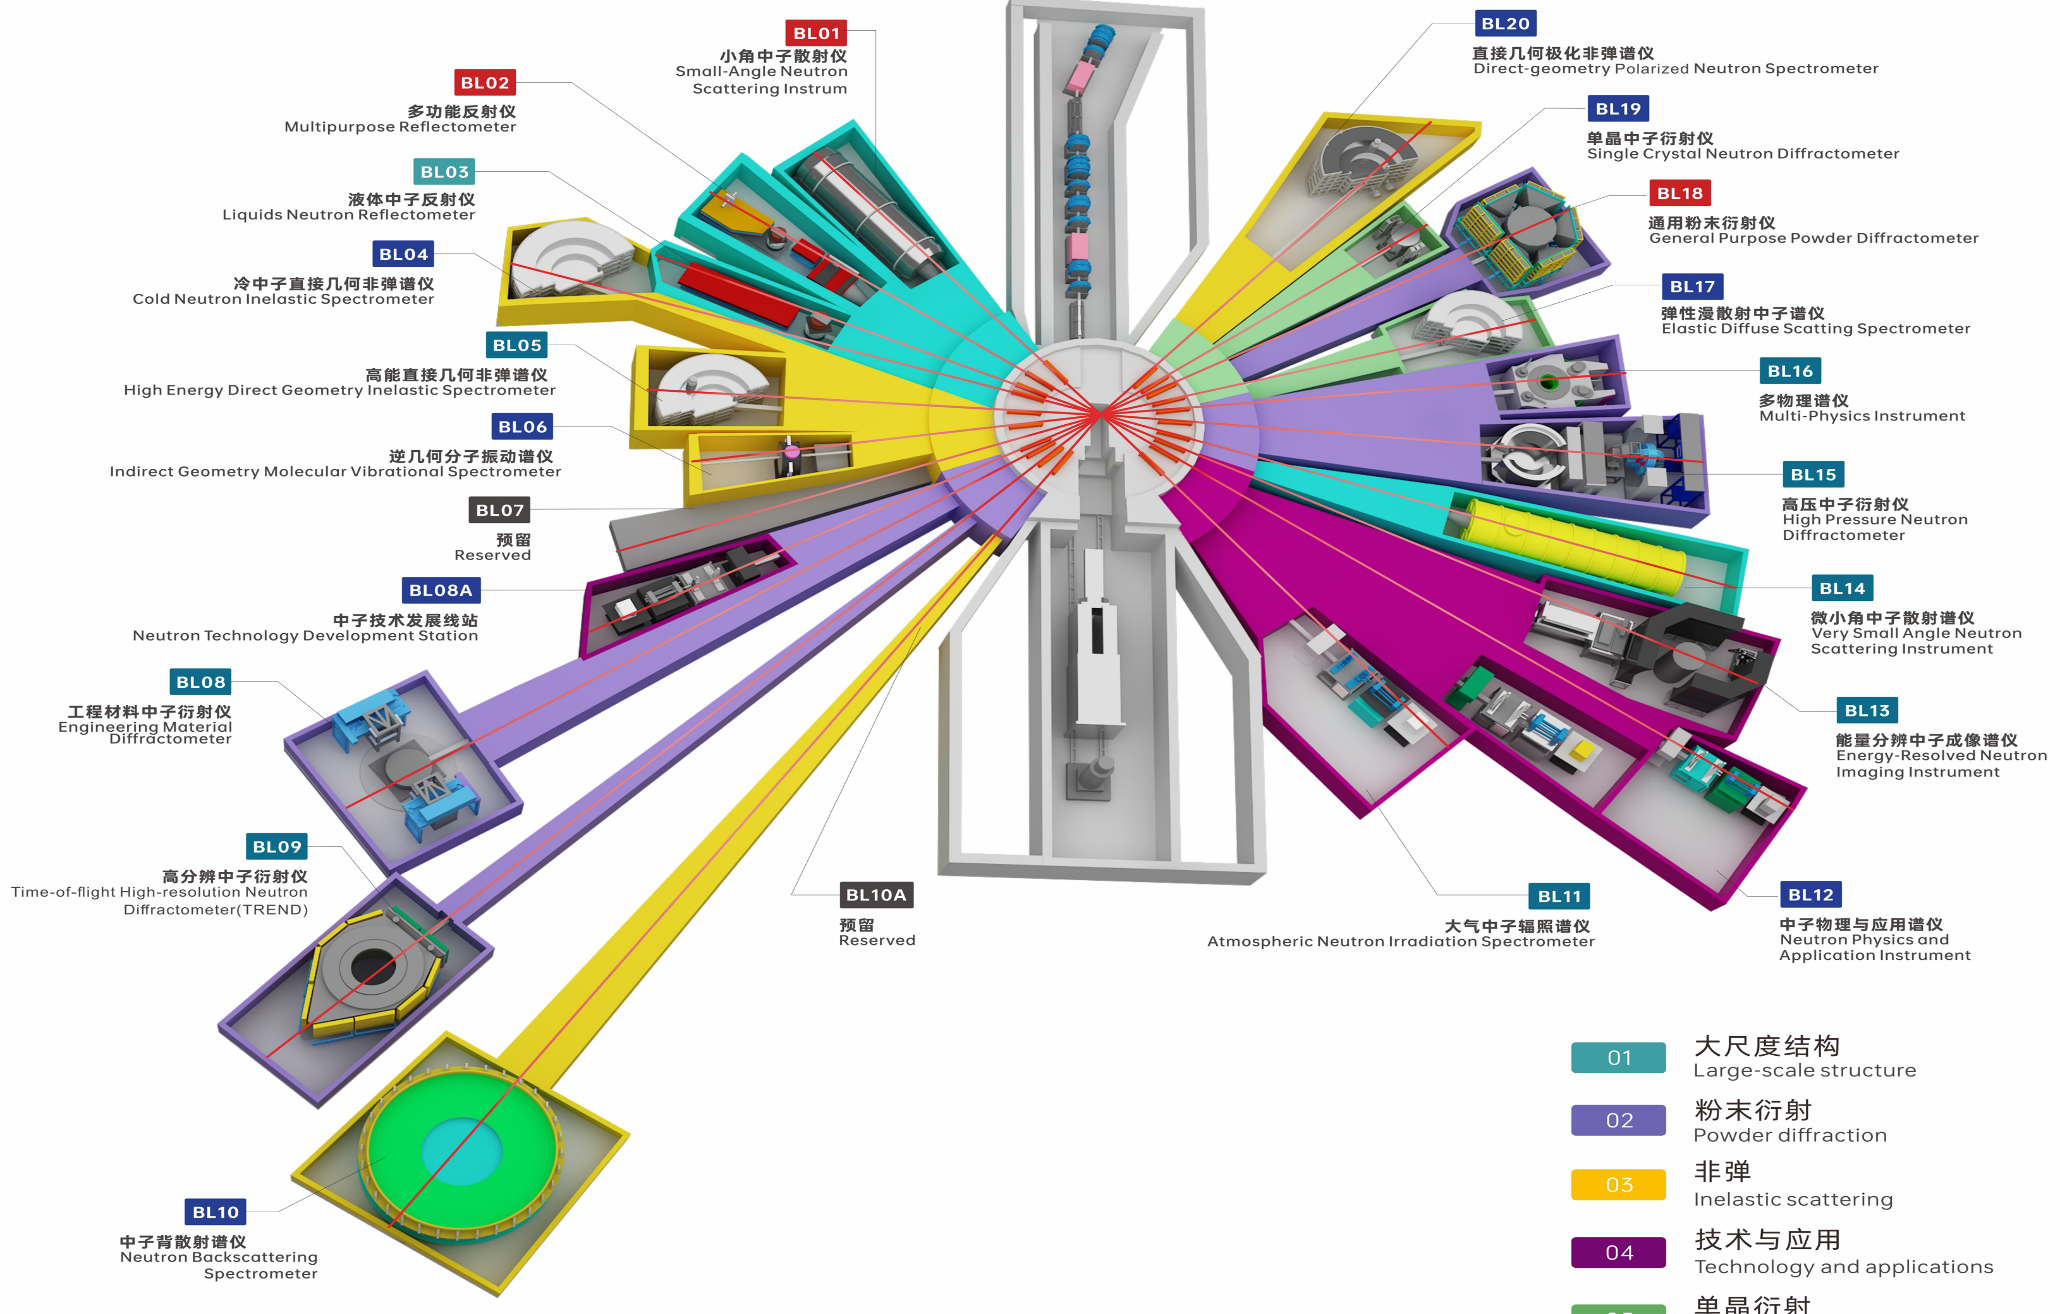 BL01
小角中子散射仪
Small-Angle Neutron
Scattering Instrum
BL02
多功能反射仪
Multipurpose Reflectometer
BL03
液体中子反射仪
Liquids Neutron Reflectometer
BL04
冷中子直接几何非弹谱仪
Cold Neutron Inelastic Spectrometer
BL05
高能直接几何非弹谱仪
High Energy Direct Geometry Inelastic Spectrometer
BL06
逆几何分子振动谱仪
Indirect Geometry Molecular Vibrational Spectrometer
BL07
预留
Reserved
BL08A
中子技术发展线站
Neutron Technology Development Station
BL08
工程材料中子衍射仪
Engineering Material
Diffractometer
BL09
高分辨中子衍射仪
Time-of-flight High-resolution Neutron
Diffractometer(TREND)
BL10
中子背散射谱仪
Neutron Backscattering
Spectrometer
BL10A
预留
Reserved
BL20
直接几何极化非弹谱仪
Direct-geometry Polarized Neutron Spectrometer
BL19
单晶中子衍射仪
Single Crystal Neutron Diffractometer
BL18
通用粉末衍射仪
General Purpose Powder Diffractometer
BL17
弹性漫散射中子谱仪
Elastic Diffuse Scatting Spectrometer
BL16
多物理谱仪
Multi-Physics Instrument
BL15
高压中子衍射仪
High Pressure Neutron
Diffractometer
BL14
微小角中子散射谱仪
Very Small Angle Neutron
Scattering Instrument
BL13
能量分辨中子成像谱仪
Energy-Resolved Neutron
Imaging Instrument
BL12
中子物理与应用谱仪
Neutron Physics and
Application Instrument
BL11
大气中子辐照谱仪
Atmospheric Neutron Irradiation Spectrometer
01 大尺度结构
Large-scale structure
02 粉末衍射
Powder diffraction
03 非弹
Inelastic scattering
04 技术与应用
Technology and applications
单晶衍射